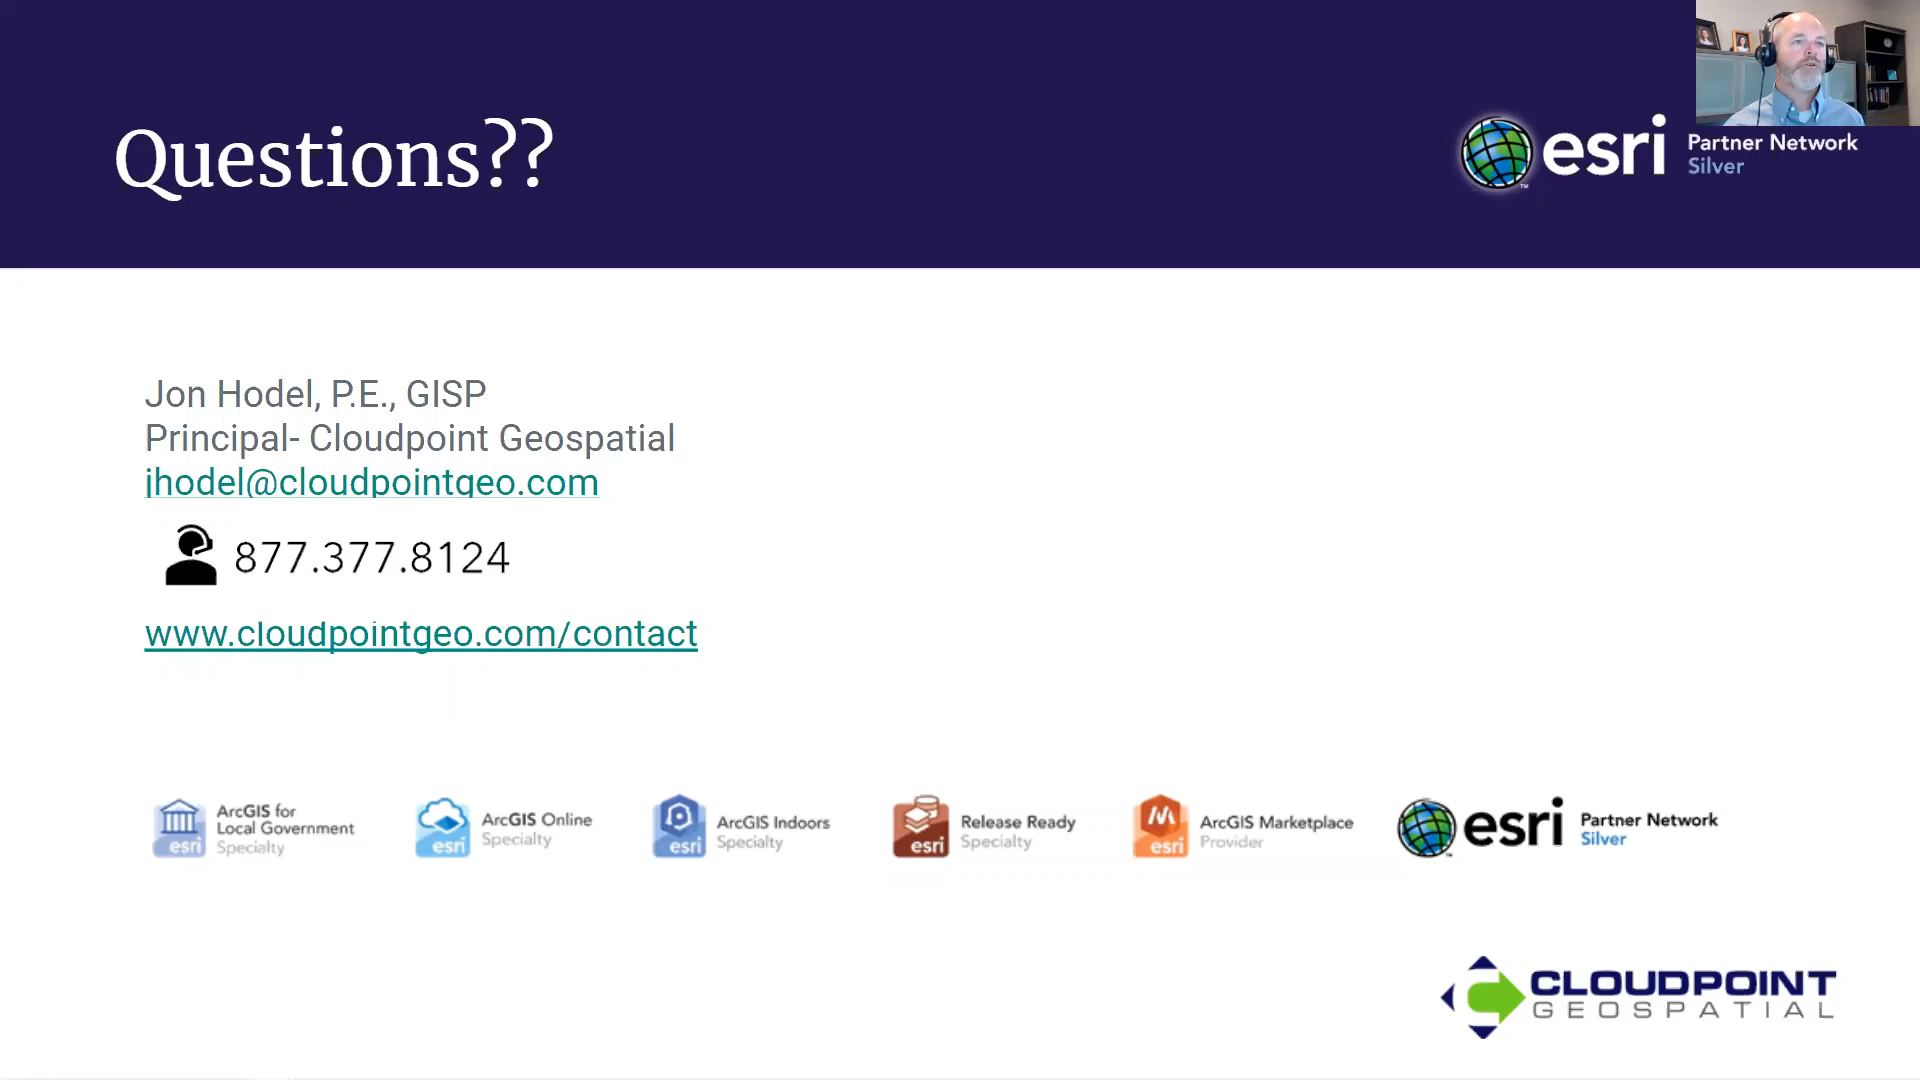 Questions??
esri Partner Network
Silver
Jon Hodel, P.E., GISP
Principal- Cloudpoint Geospatial
jhodel@cloudpointgeo.com
877.377.8124
www.cloudpointgeo.com/contact
esri ArcGIS for
Local Government
Specialty
esri ArcGIS Online
Specialty
esri ArcGIS Indoors
Specialty
esri Release Ready
Specialty
esri ArcGIS Marketplace
Provider
esri Partner Network
Silver
CLOUDPOINT
GEOSPATIAL